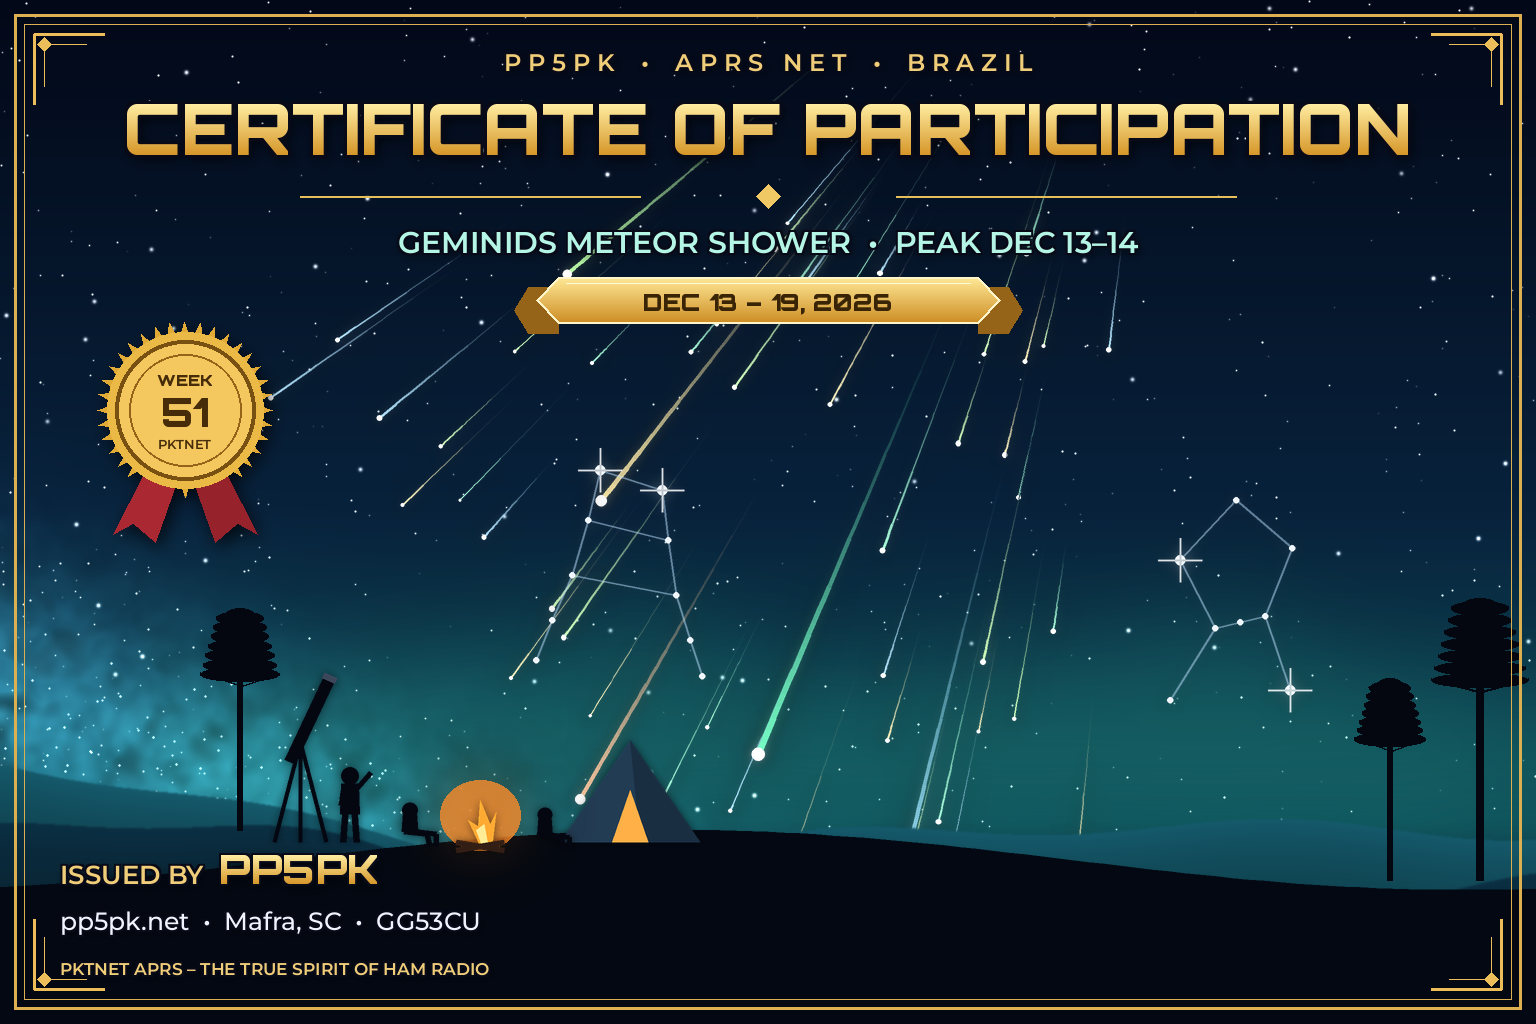 PP5PK • APRS NET • BRAZIL
CERTIFICATE OF PARTICIPATION
GEMINIDS METEOR SHOWER • PEAK DEC 13–14
DEC 13 – 19, 2026
WEEK
51
PKTNET
ISSUED BY PP5PK
pp5pk.net • Mafra, SC • GG53CU
PKTNET APRS – THE TRUE SPIRIT OF HAM RADIO